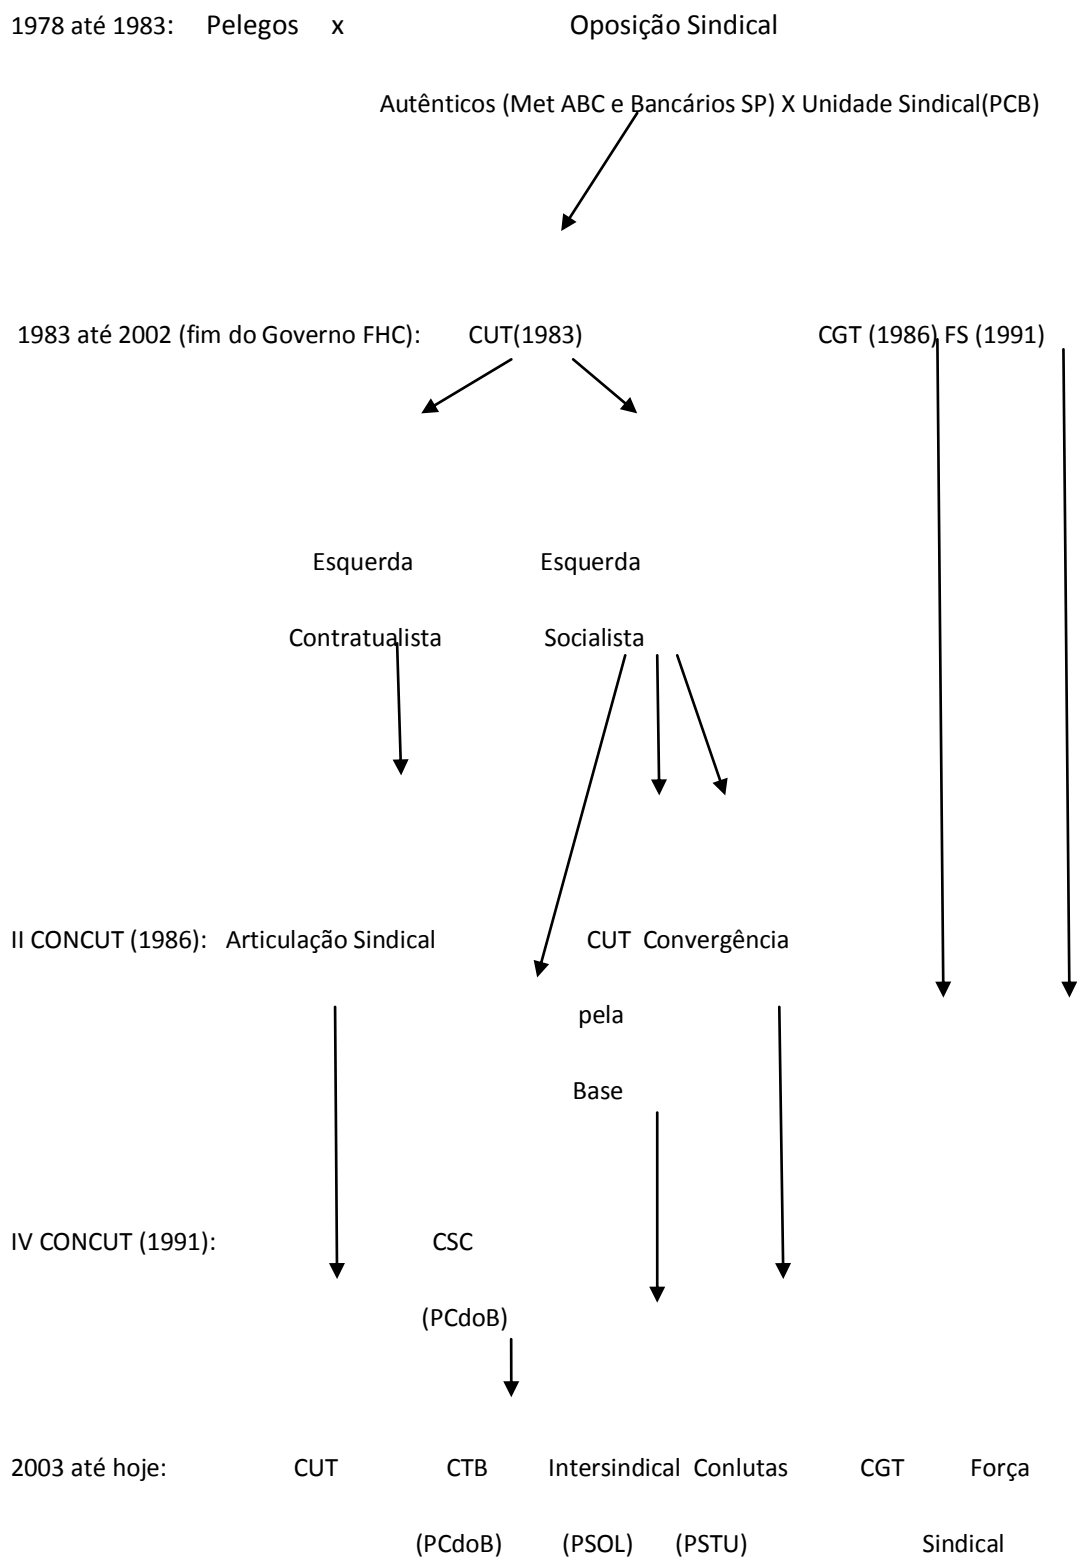 1978 até 1983: Pelegos x Oposição Sindical
Autênticos (Met ABC e Bancários SP) X Unidade Sindical(PCB)
1983 até 2002 (fim do Governo FHC): CUT(1983) CGT (1986) FS (1991)
Esquerda Esquerda
Contratualista Socialista
II CONCUT (1986): Articulação Sindical CUT Convergência
pela
Base
IV CONCUT (1991): CSC
(PCdoB)
2003 até hoje: CUT CTB Intersindical Conlutas CGT Força
(PCdoB) (PSOL) (PSTU) Sindical